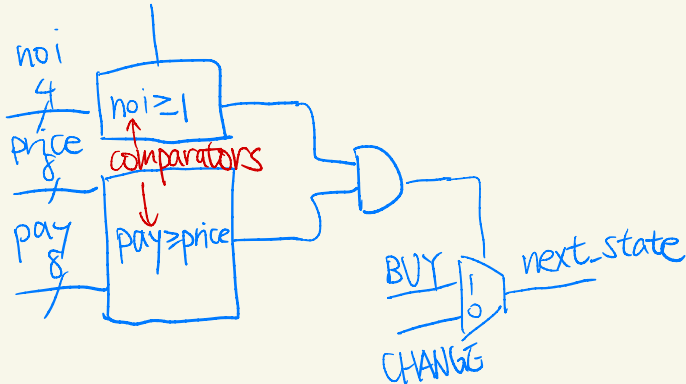 noi
4
noi≥1
price
8
comparators
pay
8
pay≥price
BUY
1
0
next_state
CHANGE